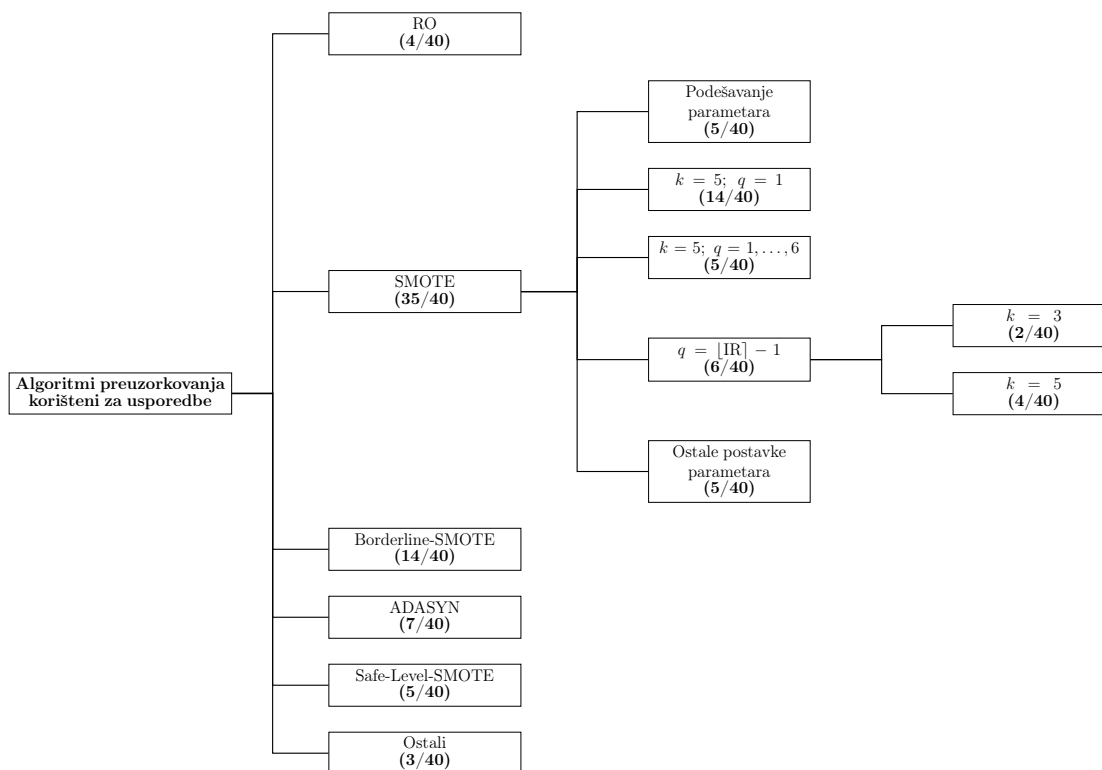 Algoritmi preuzorkovanja
korišteni za usporedbe
RO
(4/40)
SMOTE
(35/40)
Podešavanje
parametara
(5/40)
k = 5; q = 1
(14/40)
k = 5; q = 1, . . . , 6
(5/40)
q = ⌊IR⌉ − 1
(6/40)
k = 3
(2/40)
k = 5
(4/40)
Ostale postavke
parametara
(5/40)
Borderline-SMOTE
(14/40)
ADASYN
(7/40)
Safe-Level-SMOTE
(5/40)
Ostali
(3/40)